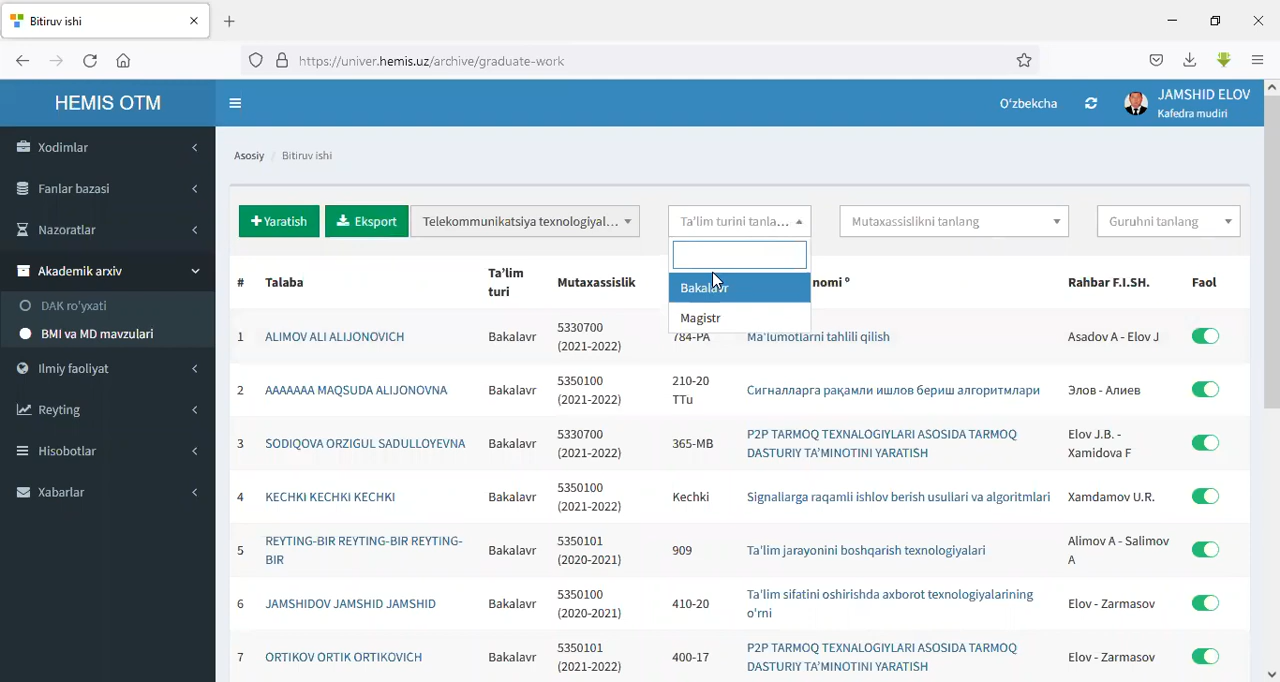 Bitiruv ishi
https://univer.hemis.uz/archive/graduate-work
HEMIS OTM
O'zbekcha
JAMSHID ELOV
Kafedra mudiri
Xodimlar
Fanlar bazasi
Nazoratlar
Akademik arxiv
DAK ro'yxati
BMI va MD mavzulari
Ilmiy faoliyat
Reyting
Hisobotlar
Xabarlar
Asosiy / Bitiruv ishi
Yaratish
Eksport
Telekommunikatsiya texnologiyal...
Ta'lim turini tanla...
Mutaxassislikni tanlang
Guruhni tanlang
Bakalavr
Magistr
# Talaba Ta'lim turi Mutaxassislik nomi º Rahbar F.I.SH. Faol
1 ALIMOV ALI ALIJONOVICH Bakalavr 5330700 (2021-2022) 784-PA Ma'lumotlarni tahlili qilish Asadov A - Elov J
2 AAAAAAA MAQSUDA ALIJONOVNA Bakalavr 5350100 (2021-2022) 210-20 TTu Сигналларга рақамли ишлов бериш алгоритмлари Элов - Алиев
3 SODIQOVA ORZIGUL SADULLOYEVNA Bakalavr 5330700 (2021-2022) 365-MB P2P TARMOQ TEXNALOGIYLARI ASOSIDA TARMOQ DASTURIY TA'MINOTINI YARATISH Elov J.B. - Xamidova F
4 KECHKI KECHKI KECHKI Bakalavr 5350100 (2021-2022) Kechki Signallarga raqamli ishlov berish usullari va algoritmlari Xamdamov U.R.
5 REYTING-BIR REYTING-BIR REYTING-BIR Bakalavr 5350101 (2020-2021) 909 Ta'lim jarayonini boshqarish texnologiyalari Alimov A - Salimov A
6 JAMSHIDOV JAMSHID JAMSHID Bakalavr 5350100 (2020-2021) 410-20 Ta'lim sifatini oshirishda axborot texnologiyalarining o'rni Elov - Zarmasov
7 ORTIKOV ORTIK ORTIKOVICH Bakalavr 5350101 (2021-2022) 400-17 P2P TARMOQ TEXNALOGIYLARI ASOSIDA TARMOQ DASTURIY TA'MINOTINI YARATISH Elov - Zarmasov